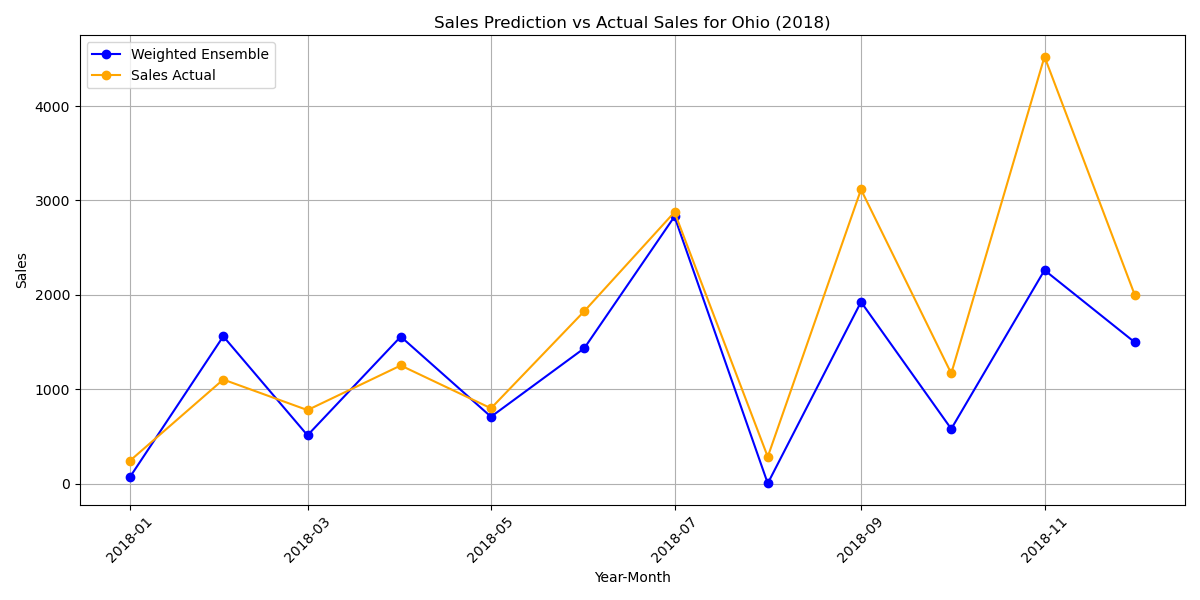 Sales Prediction vs Actual Sales for Ohio (2018)
Weighted Ensemble
Sales Actual
4000
3000
2000
1000
0
Sales
2018-01
2018-03
2018-05
2018-07
2018-09
2018-11
Year-Month